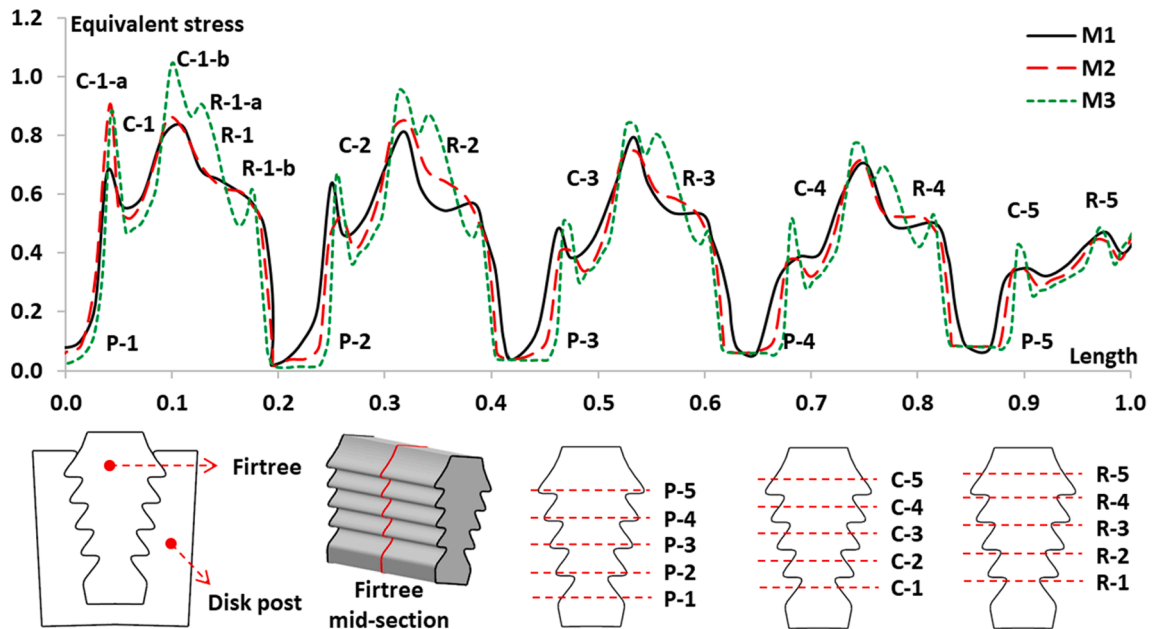 1.2
Equivalent stress
M1
M2
M3
C-1-b
C-1-a
1.0
R-1-a
C-1
0.8
R-1
C-2
R-2
R-1-b
C-3
R-3
C-4
R-4
C-5
R-5
0.6
0.4
0.2
P-1
P-2
P-3
P-4
P-5
Length
0.0
0.0 0.1 0.2 0.3 0.4 0.5 0.6 0.7 0.8 0.9 1.0
Firtree
Disk post
Firtree
mid-section
P-5
P-4
P-3
P-2
P-1
C-5
C-4
C-3
C-2
C-1
R-5
R-4
R-3
R-2
R-1